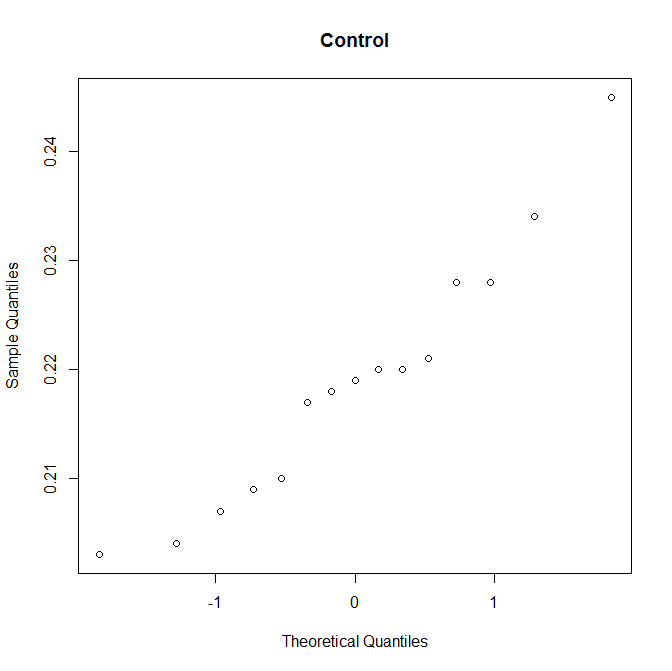 Control
Sample Quantiles
0.24
0.23
0.22
0.21
-1
0
1
Theoretical Quantiles